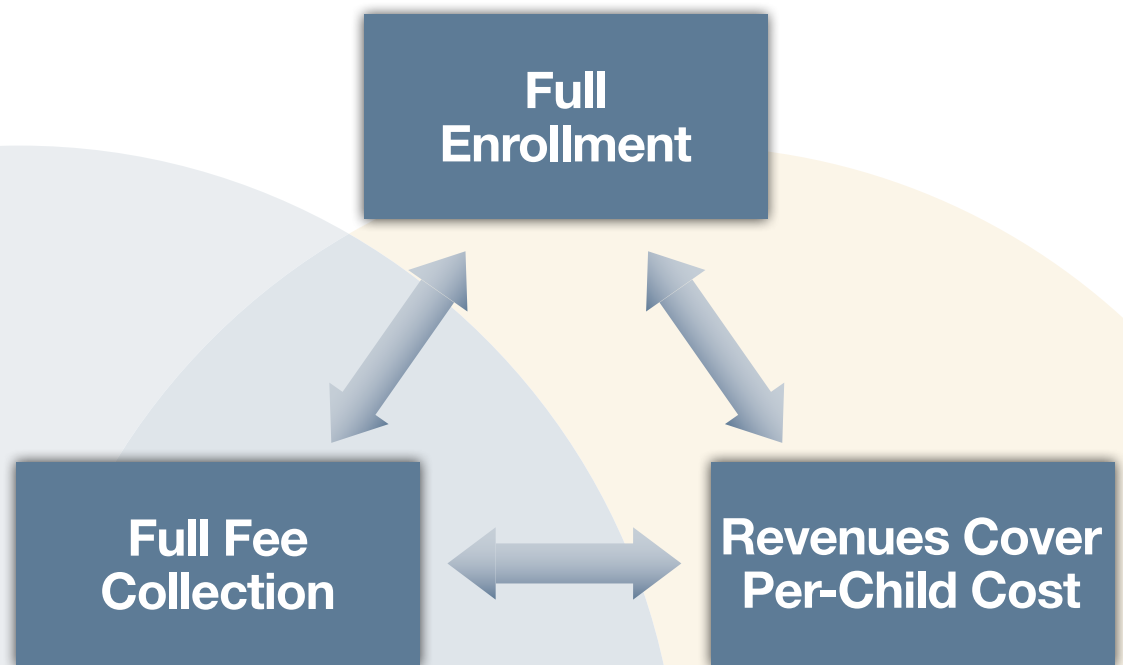 Full
Enrollment
Full Fee
Collection
Revenues Cover
Per-Child Cost